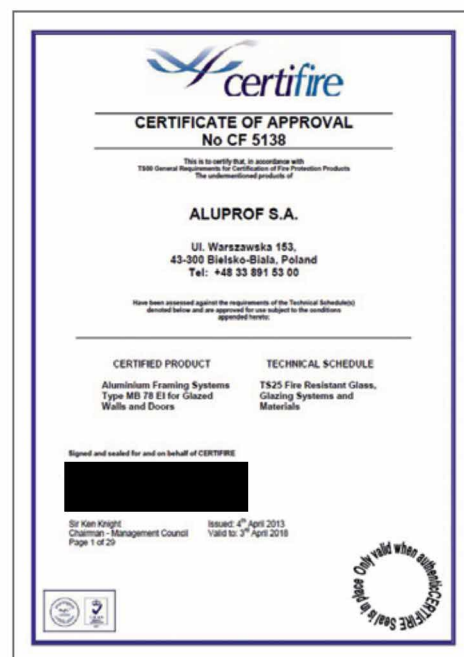 certifire
CERTIFICATE OF APPROVAL
No CF 5138
This is to certify that, in accordance with
TS00 General Requirements for Certification of Fire Protection Products
The undermentioned products of
ALUPROF S.A.
Ul. Warszawska 153,
43-300 Bielsko-Biala, Poland
Tel: +48 33 891 53 00
Have been assessed against the requirements of the Technical Schedule(s)
denoted below and are approved for use subject to the conditions
appended hereto:
CERTIFIED PRODUCT
Aluminium Framing Systems
Type MB 78 EI for Glazed
Walls and Doors
TECHNICAL SCHEDULE
TS25 Fire Resistant Glass,
Glazing Systems and
Materials
Signed and sealed for and on behalf of CERTIFIRE
Sir Ken Knight
Chairman - Management Council
Page 1 of 29
Issued: 4th April 2013
Valid to: 3rd April 2018
Only valid when authentic CERTIFIRE Seal is in place